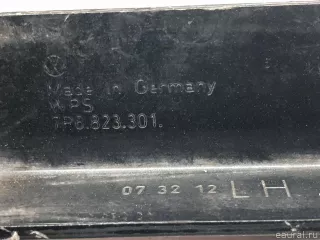 Made in Germany
WPS
7P6.823.301.
07 32 12 LH
eaural.ru